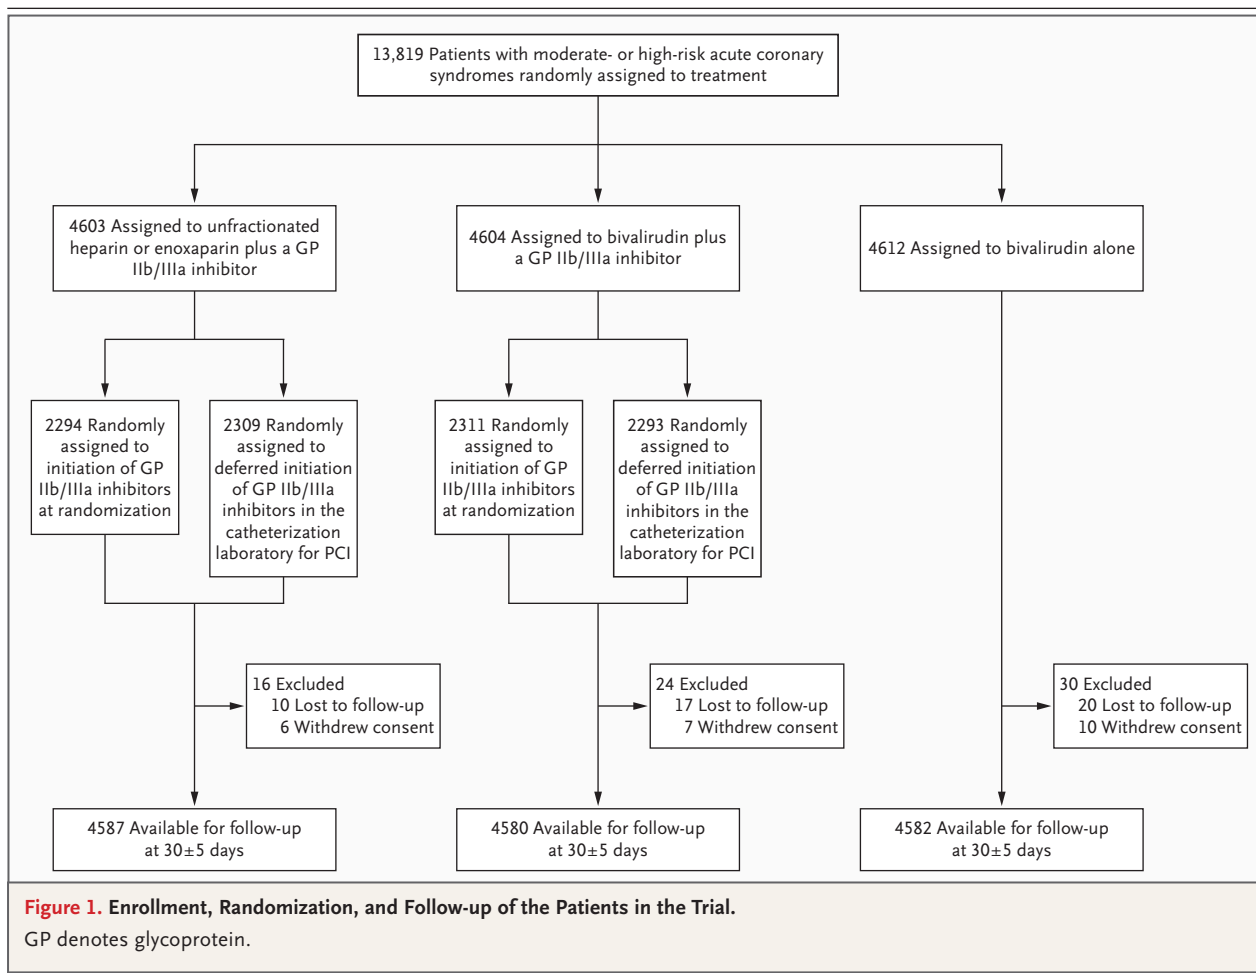 13,819 Patients with moderate- or high-risk acute coronary
syndromes randomly assigned to treatment
4603 Assigned to unfractionated
heparin or enoxaparin plus a GP
IIb/IIIa inhibitor
4604 Assigned to bivalirudin plus
a GP IIb/IIIa inhibitor
4612 Assigned to bivalirudin alone
2294 Randomly
assigned to
initiation of GP
IIb/IIIa inhibitors
at randomization
2309 Randomly
assigned to
deferred initiation
of GP IIb/IIIa
inhibitors in the
catheterization
laboratory for PCI
2311 Randomly
assigned to
initiation of GP
IIb/IIIa inhibitors
at randomization
2293 Randomly
assigned to
deferred initiation
of GP IIb/IIIa
inhibitors in the
catheterization
laboratory for PCI
16 Excluded
10 Lost to follow-up
6 Withdrew consent
24 Excluded
17 Lost to follow-up
7 Withdrew consent
30 Excluded
20 Lost to follow-up
10 Withdrew consent
4587 Available for follow-up
at 30±5 days
4580 Available for follow-up
at 30±5 days
4582 Available for follow-up
at 30±5 days
Figure 1. Enrollment, Randomization, and Follow-up of the Patients in the Trial.
GP denotes glycoprotein.